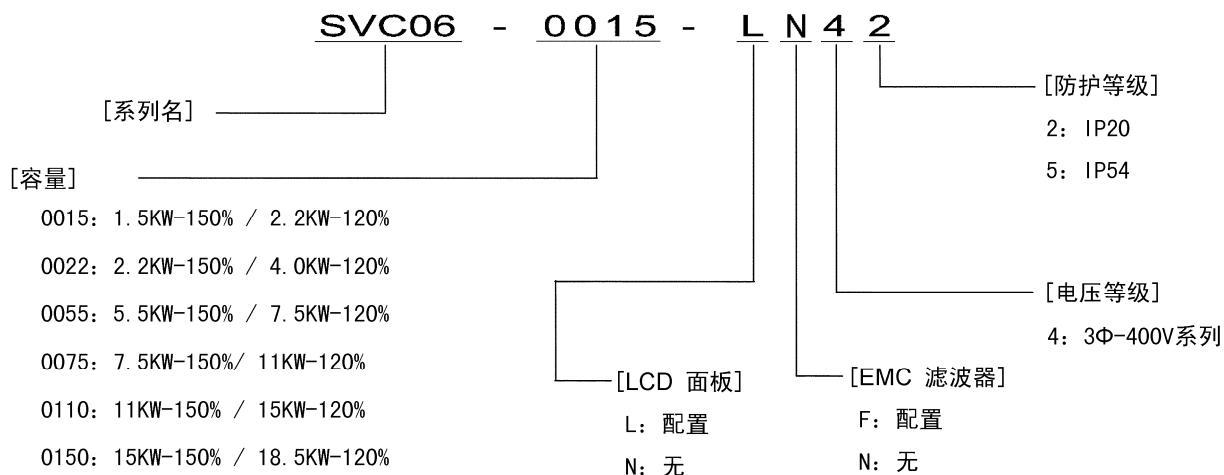 SVC06 - 0015 - L N 4 2
[系列名]
[容量]
0015: 1.5KW-150% / 2.2KW-120%
0022: 2.2KW-150% / 4.0KW-120%
0055: 5.5KW-150% / 7.5KW-120%
0075: 7.5KW-150%/ 11KW-120%
0110: 11KW-150% / 15KW-120%
0150: 15KW-150% / 18.5KW-120%
[LCD 面板]
L: 配置
N: 无
[EMC 滤波器]
F: 配置
N: 无
[电压等级]
4: 3Φ-400V系列
[防护等级]
2: IP20
5: IP54